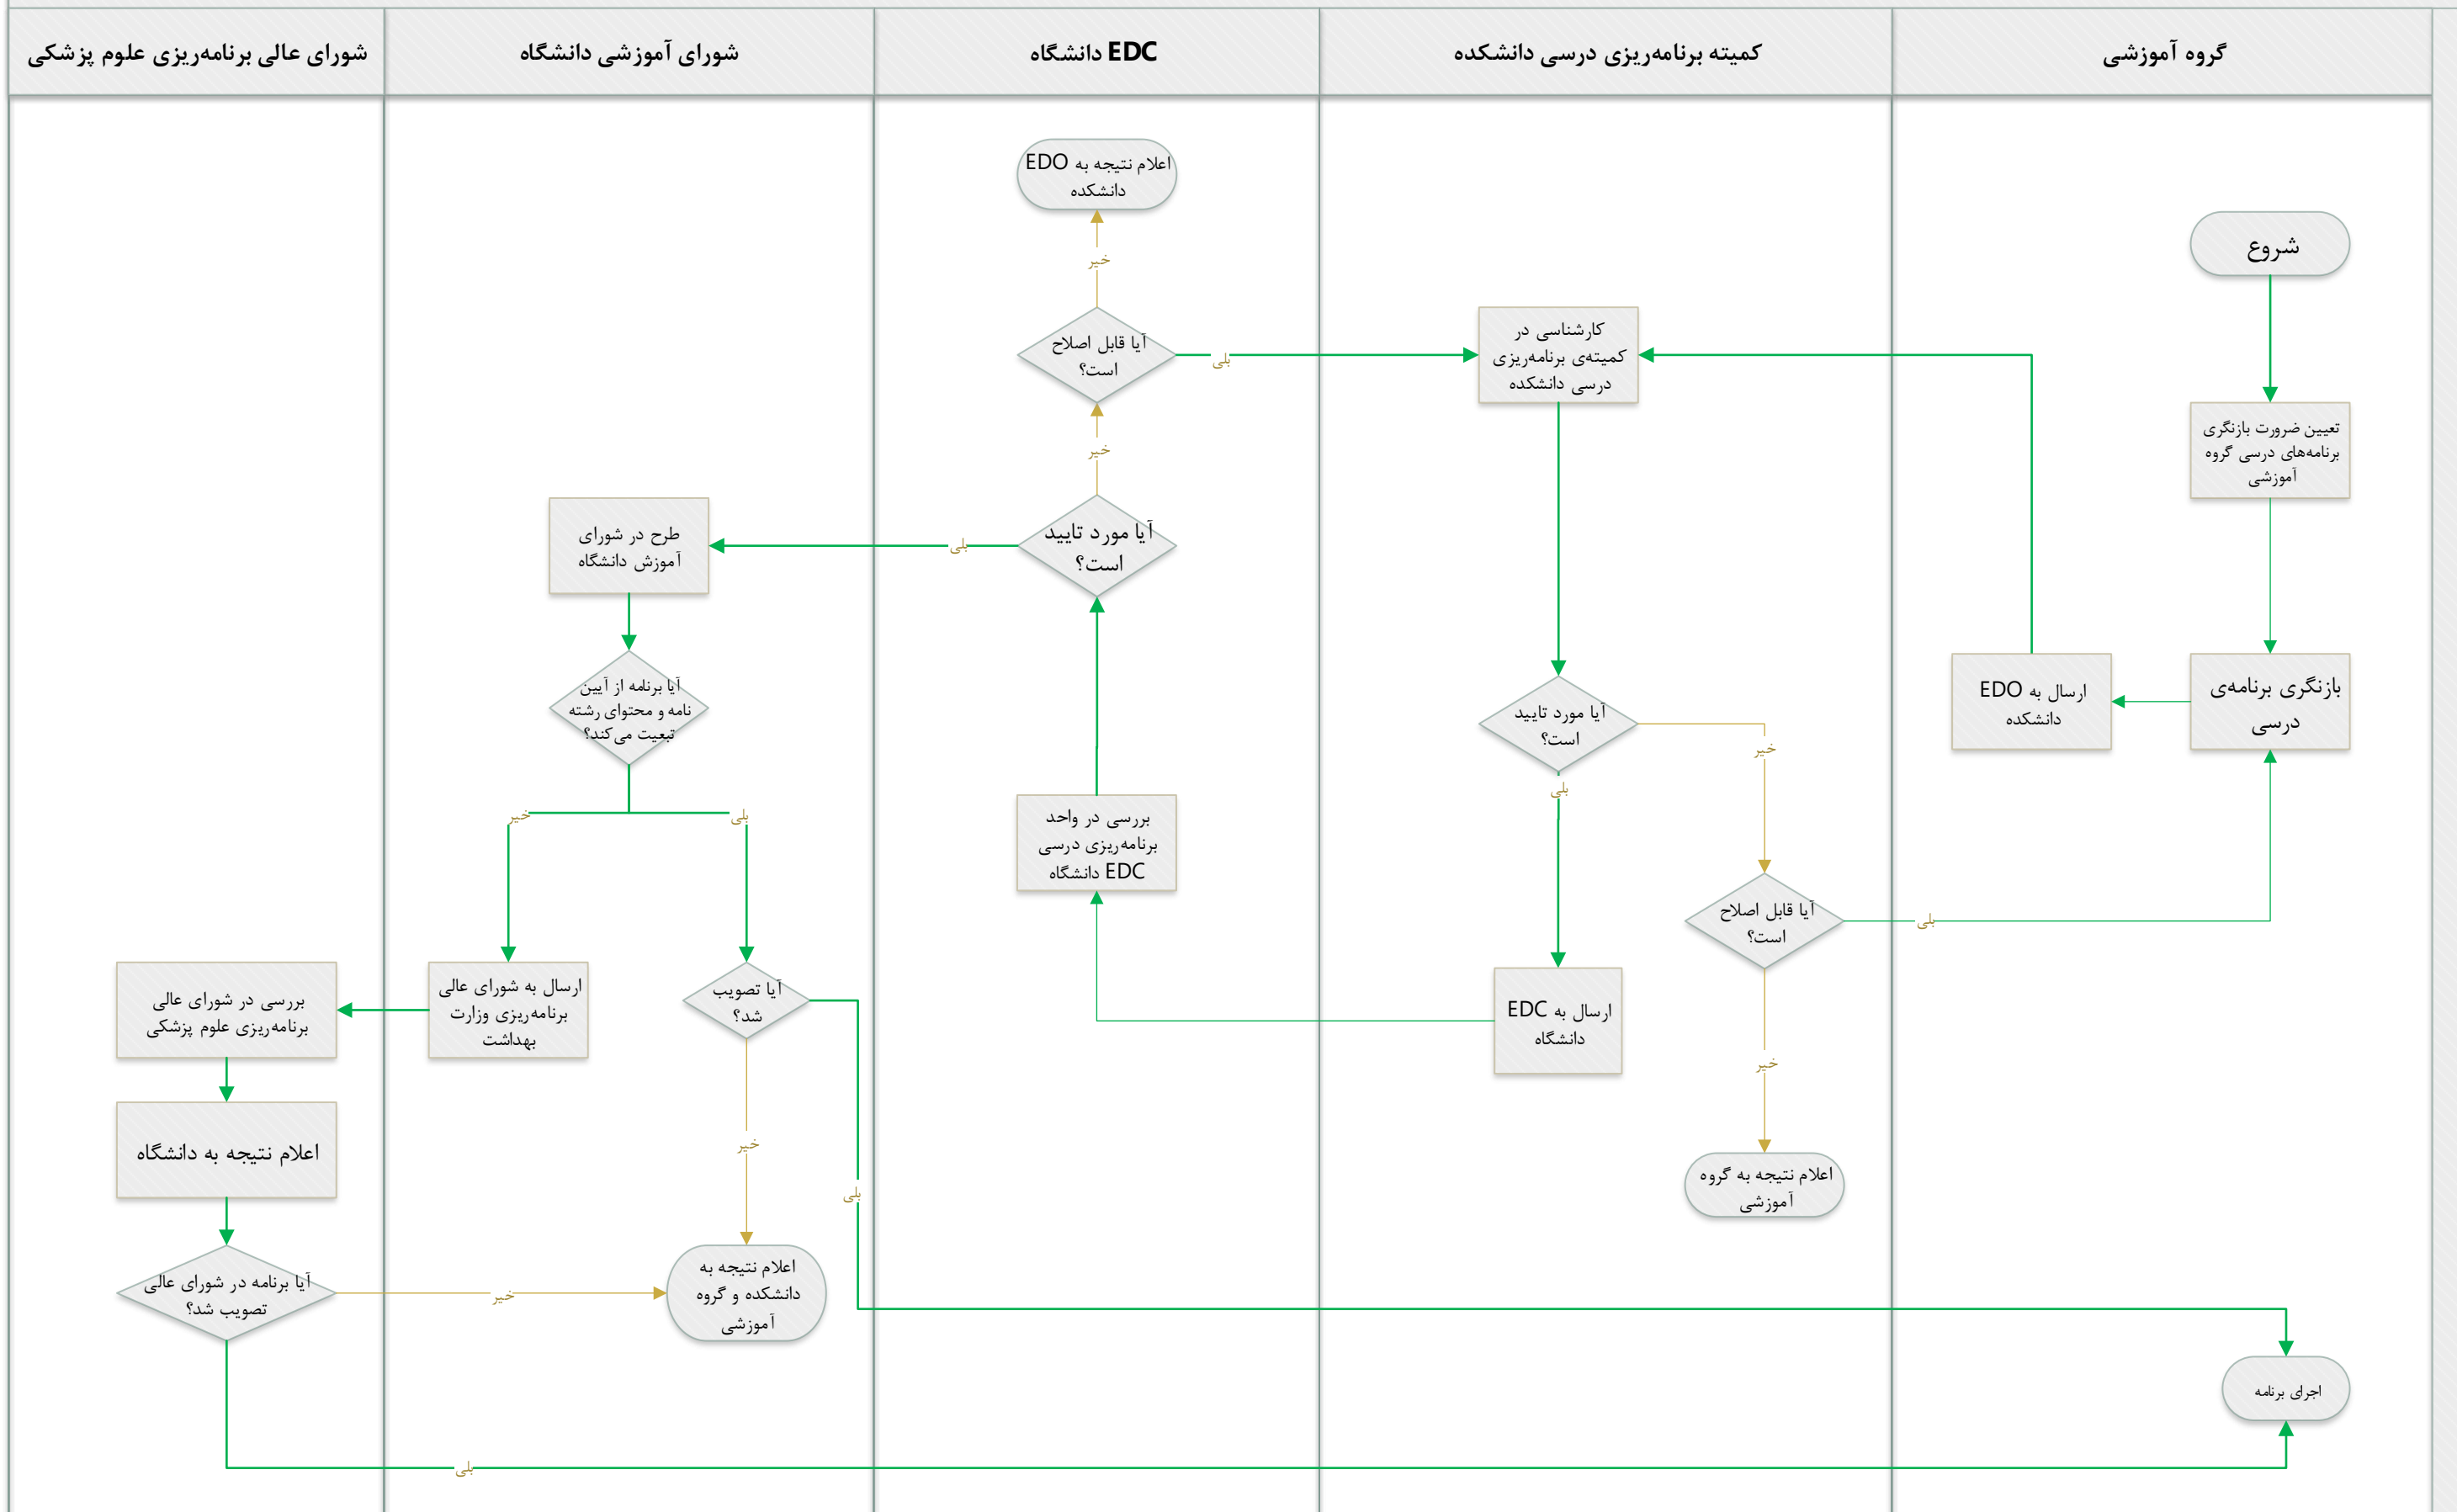 گروه آموزشی
کمیته برنامه‌ریزی درسی دانشکده
EDC دانشگاه
شورای آموزشی دانشگاه
شورای عالی برنامه‌ریزی علوم پزشکی
شروع
تعیین ضرورت بازنگری
برنامه‌های درسی گروه
آموزشی
بازنگری برنامه‌ی
درسی
ارسال به EDO
دانشکده
کارشناسی در
کمیته‌ی برنامه‌ریزی
درسی دانشکده
آیا مورد تایید
است؟
خیر
بلی
آیا قابل اصلاح
است؟
بلی
خیر
اعلام نتیجه به گروه
آموزشی
ارسال به EDC
دانشگاه
بررسی در واحد
برنامه‌ریزی درسی
EDC دانشگاه
آیا مورد تایید
است؟
خیر
بلی
آیا قابل اصلاح
است؟
بلی
خیر
اعلام نتیجه به EDO
دانشکده
طرح در شورای
آموزش دانشگاه
آیا برنامه از آیین
نامه و محتوای رشته
تبعیت می‌کند؟
بلی
خیر
آیا تصویب
شد؟
بلی
خیر
اعلام نتیجه به
دانشکده و گروه
آموزشی
ارسال به شورای عالی
برنامه‌ریزی وزارت
بهداشت
بررسی در شورای عالی
برنامه‌ریزی علوم پزشکی
اعلام نتیجه به دانشگاه
آیا برنامه در شورای عالی
تصویب شد؟
خیر
بلی
اجرای برنامه